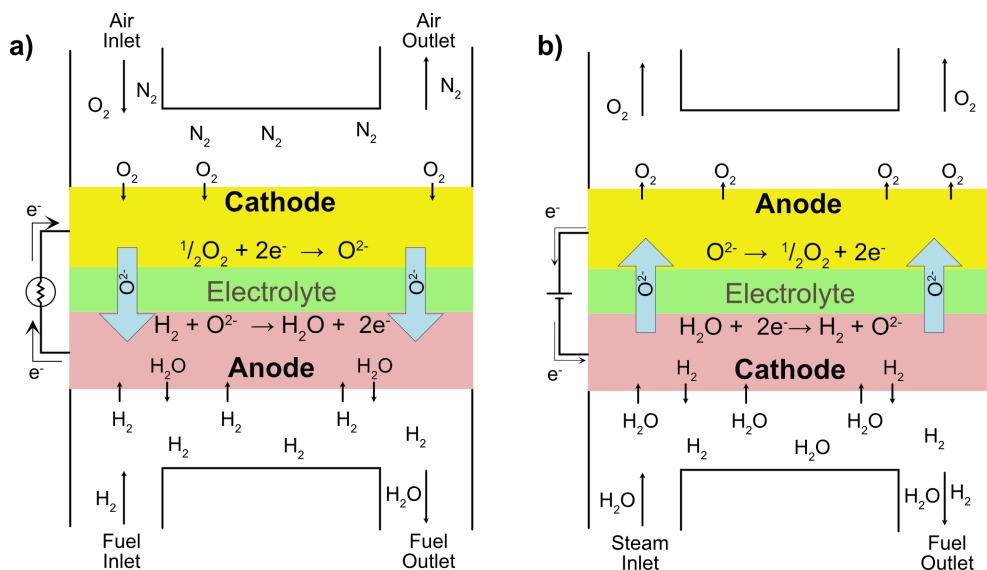 a)
Air
Inlet
Air
Outlet
O₂
N₂
N₂
N₂
N₂
N₂
O₂
O₂
O₂
Cathode
e⁻
½O₂ + 2e⁻ → O²⁻
O²⁻
O²⁻
Electrolyte
H₂ + O²⁻ → H₂O + 2e⁻
e⁻
Anode
H₂O
H₂O
H₂
H₂
H₂
H₂
H₂
H₂
H₂
H₂O
Fuel
Inlet
Fuel
Outlet
b)
O₂
O₂
O₂
O₂
O₂
O₂
Anode
e⁻
O²⁻ → ½O₂ + 2e⁻
O²⁻
O²⁻
Electrolyte
H₂O + 2e⁻ → H₂ + O²⁻
e⁻
Cathode
H₂
H₂
H₂O
H₂O
H₂O
H₂
H₂
H₂O
H₂O
H₂O
H₂
Steam
Inlet
Fuel
Outlet